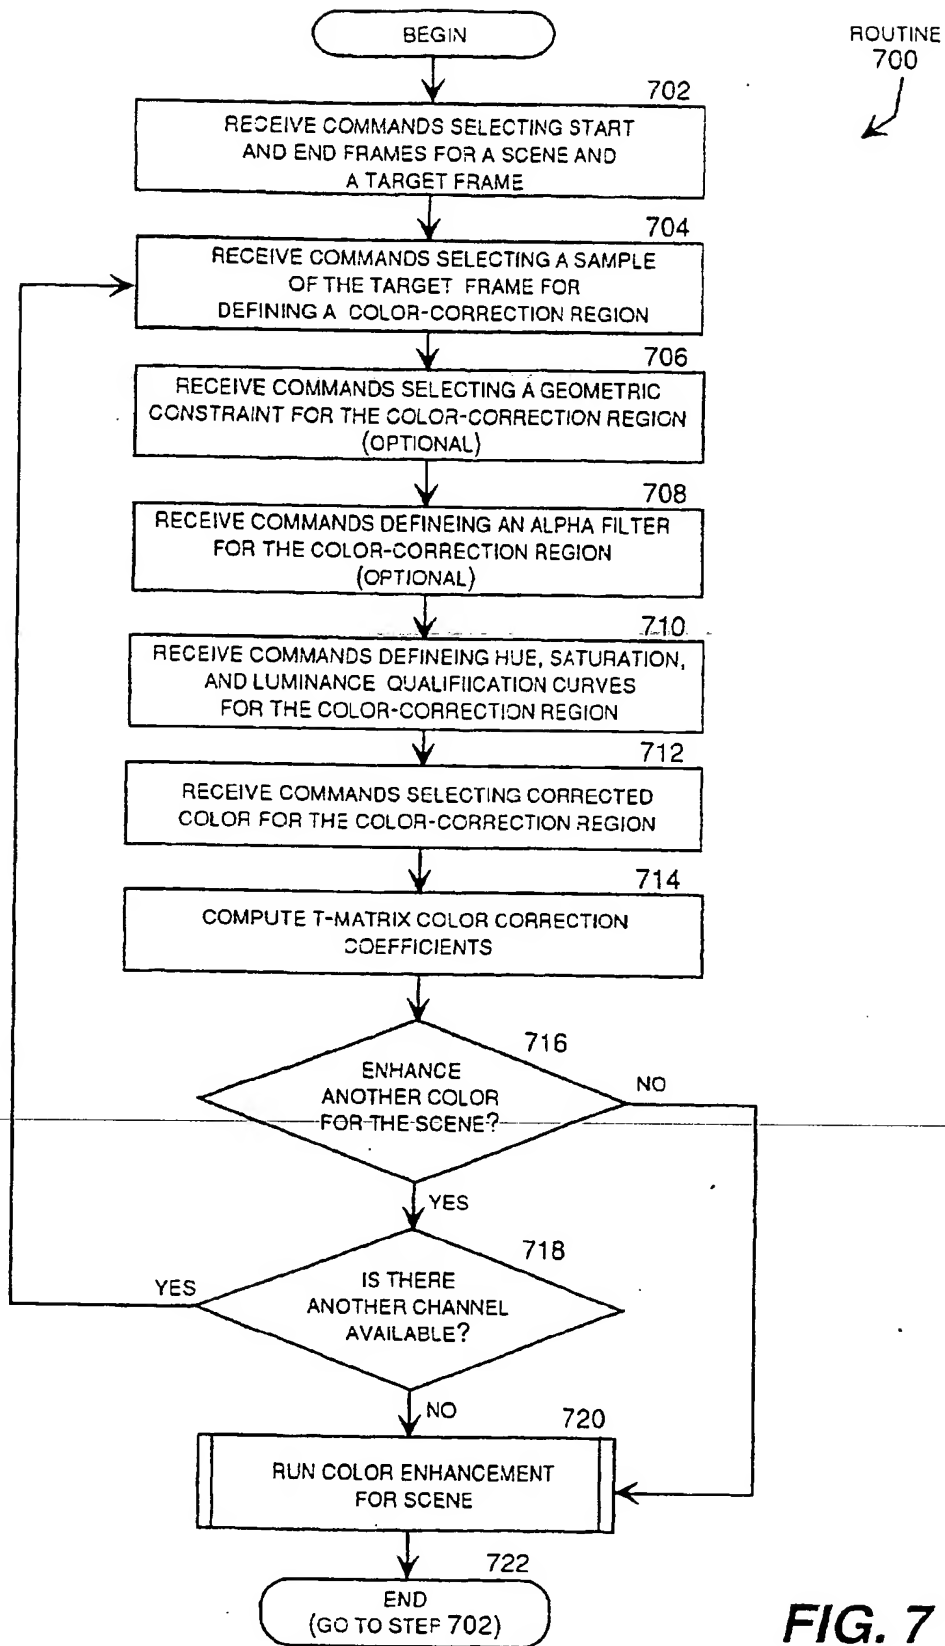 BEGIN
ROUTINE
700
702
RECEIVE COMMANDS SELECTING START
AND END FRAMES FOR A SCENE AND
A TARGET FRAME
704
RECEIVE COMMANDS SELECTING A SAMPLE
OF THE TARGET FRAME FOR
DEFINING A COLOR-CORRECTION REGION
706
RECEIVE COMMANDS SELECTING A GEOMETRIC
CONSTRAINT FOR THE COLOR-CORRECTION REGION
(OPTIONAL)
708
RECEIVE COMMANDS DEFINEING AN ALPHA FILTER
FOR THE COLOR-CORRECTION REGION
(OPTIONAL)
710
RECEIVE COMMANDS DEFINEING HUE, SATURATION,
AND LUMINANCE QUALIFIICATION CURVES
FOR THE COLOR-CORRECTION REGION
712
RECEIVE COMMANDS SELECTING CORRECTED
COLOR FOR THE COLOR-CORRECTION REGION
714
COMPUTE T-MATRIX COLOR CORRECTION
COEFFICIENTS
716
ENHANCE
ANOTHER COLOR
FOR THE SCENE?
NO
YES
718
YES
IS THERE
ANOTHER CHANNEL
AVAILABLE?
NO
720
RUN COLOR ENHANCEMENT
FOR SCENE
722
END
(GO TO STEP 702)
FIG. 7